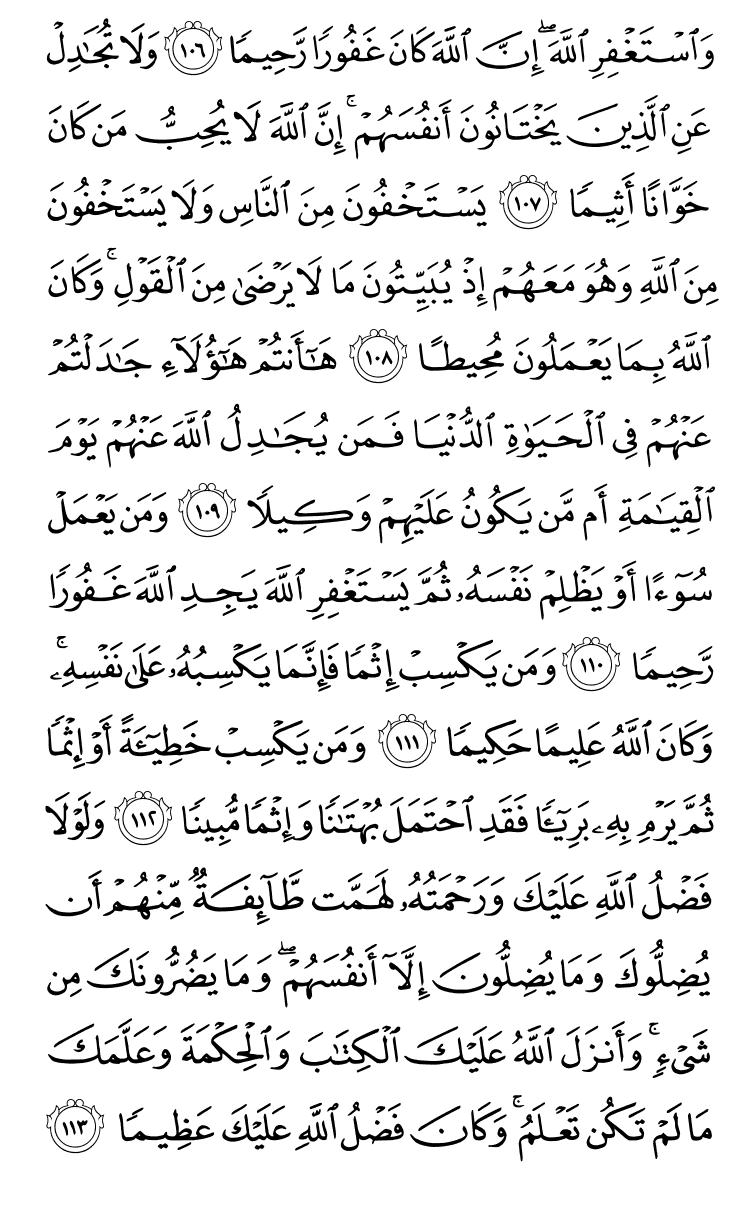 وَٱسۡتَغۡفِرِ ٱللَّهَۖ إِنَّ ٱللَّهَ كَانَ غَفُورٗا رَّحِيمٗا ١٠٦ وَلَا تُجَٰدِلۡ
عَنِ ٱلَّذِينَ يَخۡتَانُونَ أَنفُسَهُمۡۚ إِنَّ ٱللَّهَ لَا يُحِبُّ مَن كَانَ
خَوَّانًا أَثِيمٗا ١٠٧ يَسۡتَخۡفُونَ مِنَ ٱلنَّاسِ وَلَا يَسۡتَخۡفُونَ
مِنَ ٱللَّهِ وَهُوَ مَعَهُمۡ إِذۡ يُبَيِّتُونَ مَا لَا يَرۡضَىٰ مِنَ ٱلۡقَوۡلِۚ وَكَانَ
ٱللَّهُ بِمَا يَعۡمَلُونَ مُحِيطًا ١٠٨ هَٰٓأَنتُمۡ هَٰٓؤُلَآءِ جَٰدَلۡتُمۡ
عَنۡهُمۡ فِي ٱلۡحَيَوٰةِ ٱلدُّنۡيَا فَمَن يُجَٰدِلُ ٱللَّهَ عَنۡهُمۡ يَوۡمَ
ٱلۡقِيَٰمَةِ أَم مَّن يَكُونُ عَلَيۡهِمۡ وَكِيلٗا ١٠٩ وَمَن يَعۡمَلۡ
سُوٓءًا أَوۡ يَظۡلِمۡ نَفۡسَهُۥ ثُمَّ يَسۡتَغۡفِرِ ٱللَّهَ يَجِدِ ٱللَّهَ غَفُورٗا
رَّحِيمٗا ١١٠ وَمَن يَكۡسِبۡ إِثۡمٗا فَإِنَّمَا يَكۡسِبُهُۥ عَلَىٰ نَفۡسِهِۦۚ
وَكَانَ ٱللَّهُ عَلِيمًا حَكِيمٗا ١١١ وَمَن يَكۡسِبۡ خَطِيٓـَٔةً أَوۡ إِثۡمٗا
ثُمَّ يَرۡمِ بِهِۦ بَرِيٓـٔٗا فَقَدِ ٱحۡتَمَلَ بُهۡتَٰنٗا وَإِثۡمٗا مُّبِينٗا ١١٢ وَلَوۡلَا
فَضۡلُ ٱللَّهِ عَلَيۡكَ وَرَحۡمَتُهُۥ لَهَمَّت طَّآئِفَةٞ مِّنۡهُمۡ أَن
يُضِلُّوكَ وَمَا يُضِلُّونَ إِلَّآ أَنفُسَهُمۡۖ وَمَا يَضُرُّونَكَ مِن
شَيۡءٖۚ وَأَنزَلَ ٱللَّهُ عَلَيۡكَ ٱلۡكِتَٰبَ وَٱلۡحِكۡمَةَ وَعَلَّمَكَ
مَا لَمۡ تَكُن تَعۡلَمُۚ وَكَانَ فَضۡلُ ٱللَّهِ عَلَيۡكَ عَظِيمٗا ١١٣